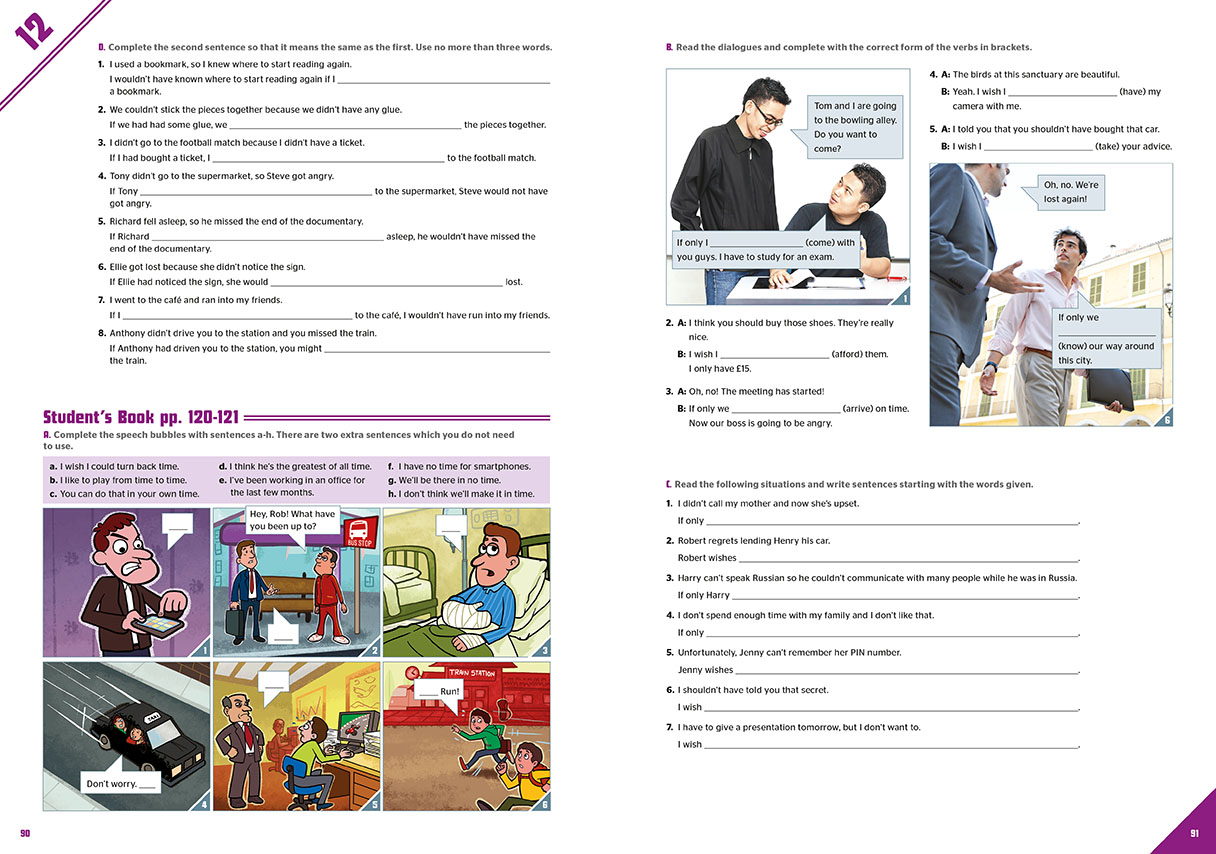 12
D. Complete the second sentence so that it means the same as the first. Use no more than three words.
1. I used a bookmark, so I knew where to start reading again.
I wouldn't have known where to start reading again if I ____
a bookmark.
2. We couldn't stick the pieces together because we didn't have any glue.
If we had had some glue, we ____ the pieces together.
3. I didn't go to the football match because I didn't have a ticket.
If I had bought a ticket, I ____ to the football match.
4. Tony didn't go to the supermarket, so Steve got angry.
If Tony ____ to the supermarket, Steve would not have
got angry.
5. Richard fell asleep, so he missed the end of the documentary.
If Richard ____ asleep, he wouldn't have missed the
end of the documentary.
6. Ellie got lost because she didn't notice the sign.
If Ellie had noticed the sign, she would ____ lost.
7. I went to the café and ran into my friends.
If I ____ to the café, I wouldn't have run into my friends.
8. Anthony didn't drive you to the station and you missed the train.
If Anthony had driven you to the station, you might ____
the train.
Student's Book pp. 120-121
A. Complete the speech bubbles with sentences a-h. There are two extra sentences which you do not need
to use.
a. I wish I could turn back time.
b. I like to play from time to time.
c. You can do that in your own time.
d. I think he's the greatest of all time.
e. I've been working in an office for
the last few months.
f. I have no time for smartphones.
g. We'll be there in no time.
h. I don't think we'll make it in time.
____
1
Hey, Rob! What have
you been up to?
BUS STOP
____
2
____
3
TAXI
Don't worry. ____
4
____
5
TRAIN STATION
____ Run!
6
90
B. Read the dialogues and complete with the correct form of the verbs in brackets.
Tom and I are going
to the bowling alley.
Do you want to
come?
If only I ____ (come) with
you guys. I have to study for an exam.
1
2. A: I think you should buy those shoes. They're really
nice.
B: I wish I ____ (afford) them.
I only have £15.
3. A: Oh, no! The meeting has started!
B: If only we ____ (arrive) on time.
Now our boss is going to be angry.
4. A: The birds at this sanctuary are beautiful.
B: Yeah. I wish I ____ (have) my
camera with me.
5. A: I told you that you shouldn't have bought that car.
B: I wish I ____ (take) your advice.
Oh, no. We're
lost again!
If only we
____
(know) our way around
this city.
6
C. Read the following situations and write sentences starting with the words given.
1. I didn't call my mother and now she's upset.
If only ____.
2. Robert regrets lending Henry his car.
Robert wishes ____.
3. Harry can't speak Russian so he couldn't communicate with many people while he was in Russia.
If only Harry ____.
4. I don't spend enough time with my family and I don't like that.
If only ____.
5. Unfortunately, Jenny can't remember her PIN number.
Jenny wishes ____.
6. I shouldn't have told you that secret.
I wish ____.
7. I have to give a presentation tomorrow, but I don't want to.
I wish ____.
91